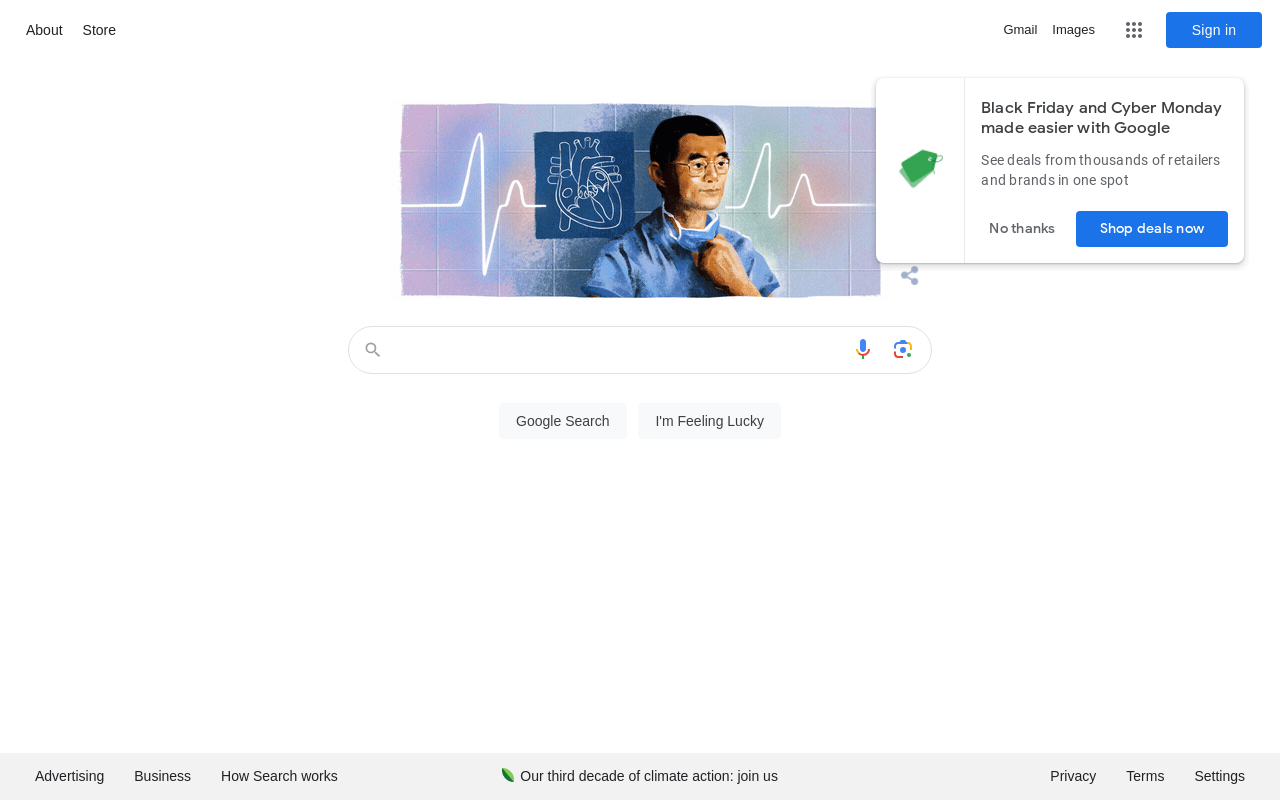 About Store Gmail Images Sign in
Black Friday and Cyber Monday
made easier with Google
See deals from thousands of retailers
and brands in one spot
No thanks Shop deals now
Google Search I'm Feeling Lucky
Advertising Business How Search works Our third decade of climate action: join us Privacy Terms Settings